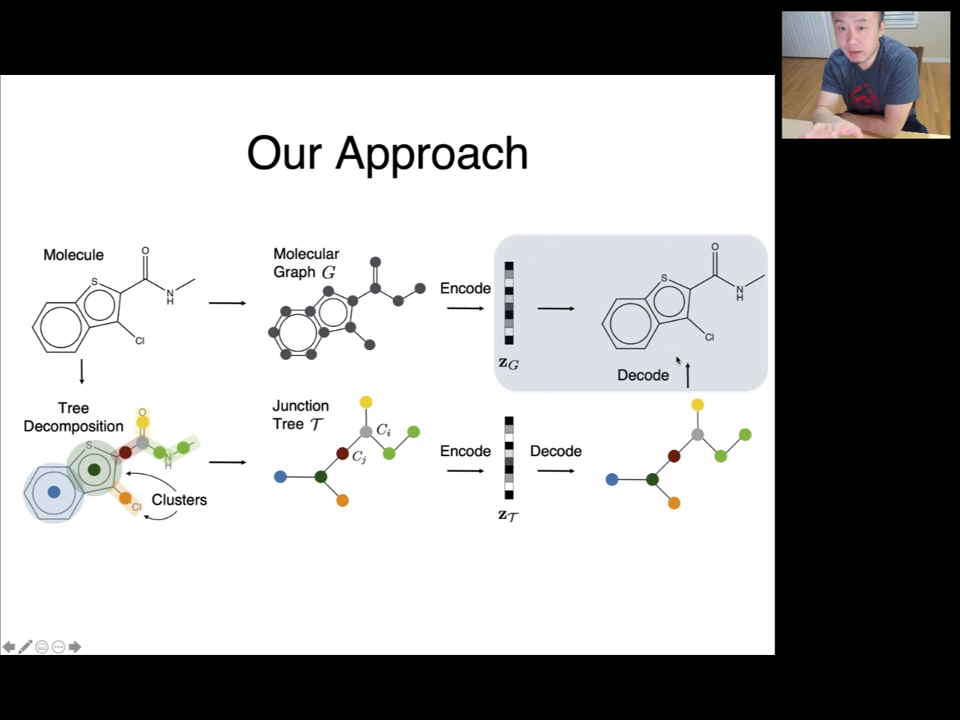 Our Approach
Molecule
O
S
N
H
Cl
Molecular
Graph G
Encode
z_G
O
S
N
H
Cl
Decode
Tree
Decomposition
O
S
N
H
Cl
Clusters
Junction
Tree 𝒯
C_i
C_j
Encode
z_𝒯
Decode